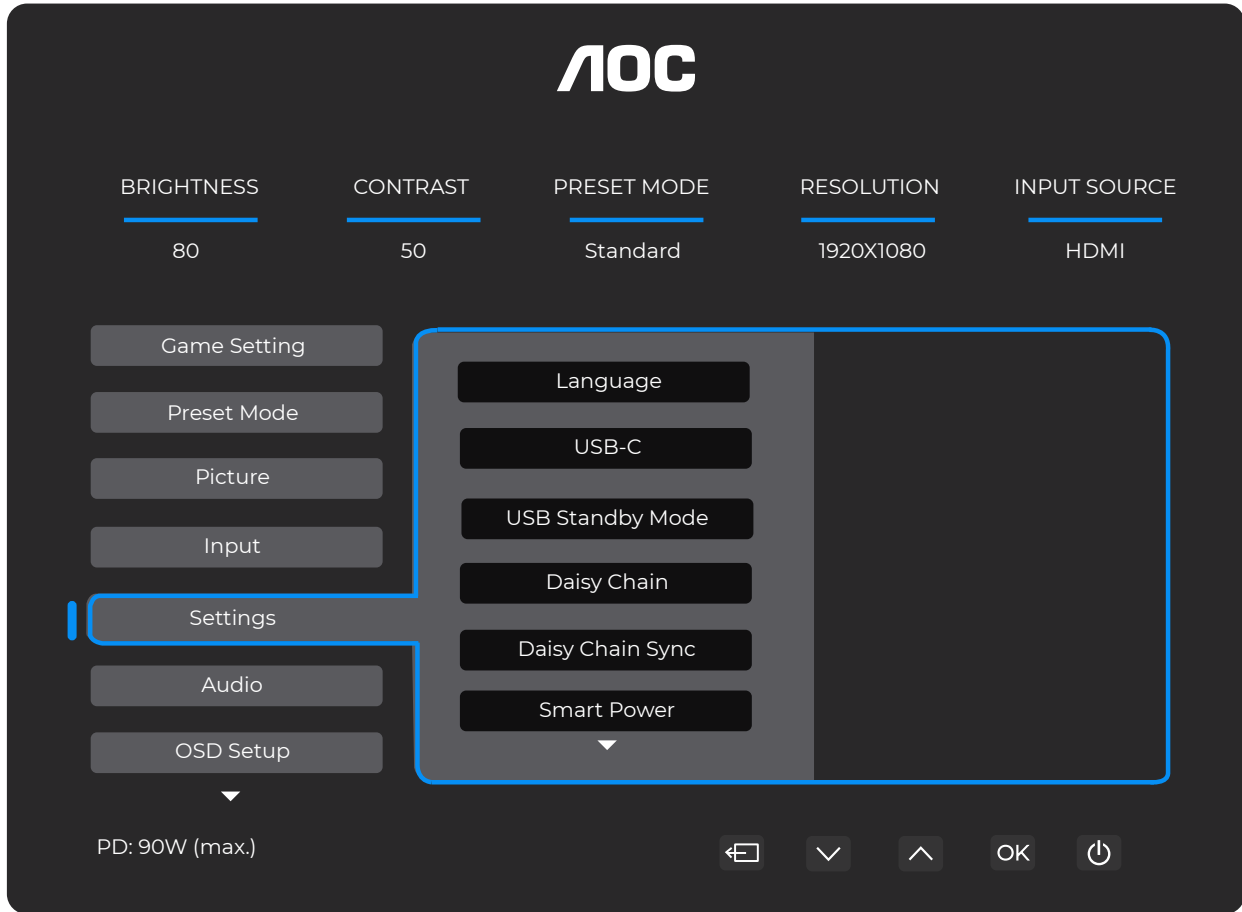 AOC
BRIGHTNESS CONTRAST PRESET MODE RESOLUTION INPUT SOURCE
80 50 Standard 1920X1080 HDMI
Game Setting
Preset Mode
Picture
Input
Settings
Audio
OSD Setup
Language
USB-C
USB Standby Mode
Daisy Chain
Daisy Chain Sync
Smart Power
PD: 90W (max.)
OK